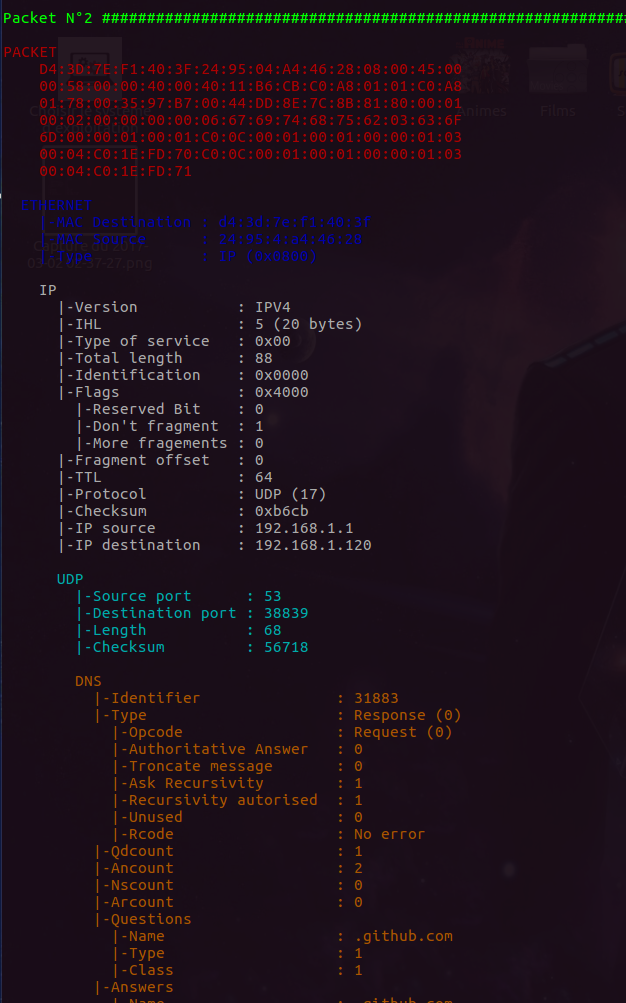 Packet N°2 ##########################################################
PACKET
D4:3D:7E:F1:40:3F:24:95:04:A4:46:28:08:00:45:00
00:58:00:00:40:00:40:11:B6:CB:C0:A8:01:01:C0:A8
01:78:00:35:97:B7:00:44:DD:8E:7C:8B:81:80:00:01
00:02:00:00:00:00:06:67:69:74:68:75:62:03:63:6F
6D:00:00:01:00:01:C0:0C:00:01:00:01:00:00:01:03
00:04:C0:1E:FD:70:C0:0C:00:01:00:01:00:00:01:03
00:04:C0:1E:FD:71
Animes
Films
ETHERNET
|-MAC Destination : d4:3d:7e:f1:40:3f
|-MAC Source : 24:95:4:a4:46:28
|-Type : IP (0x0800)
Capture du 2017-
03-02 02-37-27.png
IP
|-Version : IPV4
|-IHL : 5 (20 bytes)
|-Type of service : 0x00
|-Total length : 88
|-Identification : 0x0000
|-Flags : 0x4000
|-Reserved Bit : 0
|-Don't fragment : 1
|-More fragements : 0
|-Fragment offset : 0
|-TTL : 64
|-Protocol : UDP (17)
|-Checksum : 0xb6cb
|-IP source : 192.168.1.1
|-IP destination : 192.168.1.120
UDP
|-Source port : 53
|-Destination port : 38839
|-Length : 68
|-Checksum : 56718
DNS
|-Identifier : 31883
|-Type : Response (0)
|-Opcode : Request (0)
|-Authoritative Answer : 0
|-Troncate message : 0
|-Ask Recursivity : 1
|-Recursivity autorised : 1
|-Unused : 0
|-Rcode : No error
|-Qdcount : 1
|-Ancount : 2
|-Nscount : 0
|-Arcount : 0
|-Questions
|-Name : .github.com
|-Type : 1
|-Class : 1
|-Answers
|-Name : .github.com